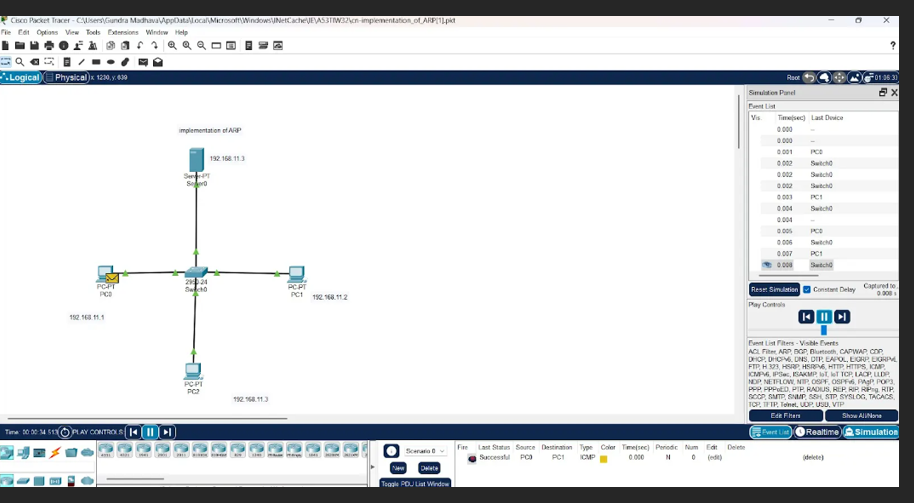 Cisco Packet Tracer - C:\Users\Gundra Madhava\AppData\Local\Microsoft\Windows\INetCache\IE\A53TIW32\cn-implementation_of_ARP[1].pkt
File Edit Options View Tools Extensions Window Help
Logical Physical x: 1230, y: 639
Root 01:06:3
implementation of ARP
192.168.11.3
Server-PT
Server0
2950-24
Switch0
PC-PT
PC0
PC-PT
PC1
192.168.11.2
192.168.11.1
PC-PT
PC2
192.168.11.3
Simulation Panel
Event List
Vis. Time(sec) Last Device
0.000 --
0.000 --
0.001 PC0
0.002 Switch0
0.002 Switch0
0.002 Switch0
0.003 PC1
0.004 Switch0
0.004 --
0.005 PC0
0.006 Switch0
0.007 PC1
0.008 Switch0
Reset Simulation Constant Delay Captured to
0.008 s
Play Controls
Event List Filters - Visible Events
ACL Filter, ARP, BGP, Bluetooth, CAPWAP, CDP,
DHCP, DHCPv6, DNS, DTP, EAPOL, EIGRP, EIGRPv6,
FTP, H.323, HSRP, HSRPv6, HTTP, HTTPS, ICMP,
ICMPv6, IPSec, ISAKMP, IoT, IoT TCP, LACP, LLDP,
NDP, NETFLOW, NTP, OSPF, OSPFv6, PAgP, POP3,
PPP, PPPoED, PTP, RADIUS, REP, RIP, RIPng, RTP,
SCCP, SMTP, SNMP, SSH, STP, SYSLOG, TACACS,
TCP, TFTP, Telnet, UDP, USB, VTP
Edit Filters Show All/None
Time: 00:00:34.513 PLAY CONTROLS:
Event List Realtime Simulation
Scenario 0
New Delete
Toggle PDU List Window
Fire Last Status Source Destination Type Color Time(sec) Periodic Num Edit Delete
Successful PC0 PC1 ICMP 0.000 N 0 (edit) (delete)